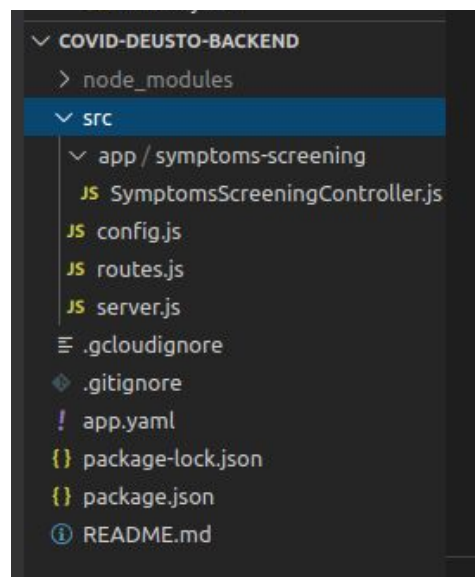 COVID-DEUSTO-BACKEND
node_modules
src
app / symptoms-screening
JS SymptomsScreeningController.js
JS config.js
JS routes.js
JS server.js
.gcloudignore
.gitignore
! app.yaml
{} package-lock.json
{} package.json
README.md